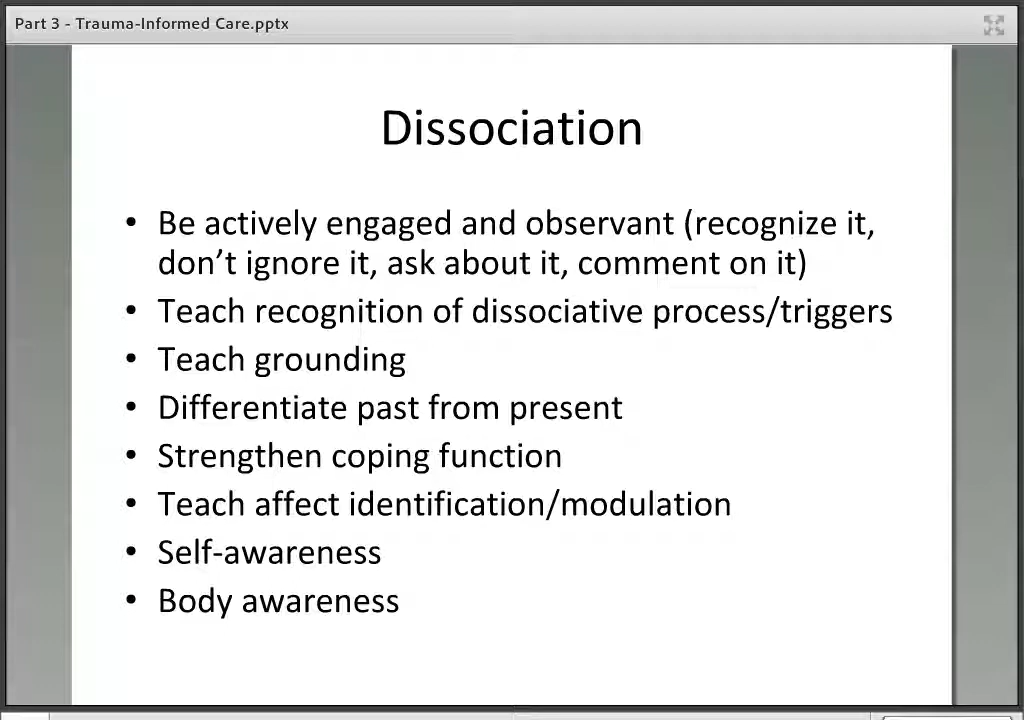 Part 3 - Trauma-Informed Care.pptx
Dissociation
• Be actively engaged and observant (recognize it,
don’t ignore it, ask about it, comment on it)
• Teach recognition of dissociative process/triggers
• Teach grounding
• Differentiate past from present
• Strengthen coping function
• Teach affect identification/modulation
• Self-awareness
• Body awareness